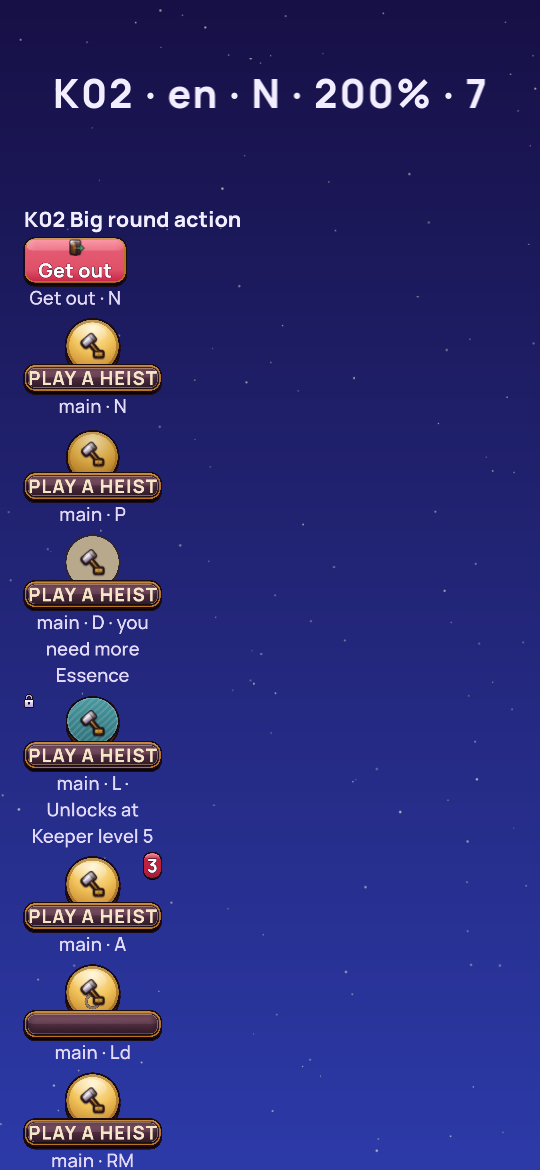 K02 · en · N · 200% · 7
K02 Big round action
Get out
Get out · N
PLAY A HEIST
main · N
PLAY A HEIST
main · P
PLAY A HEIST
main · D · you
need more
Essence
PLAY A HEIST
main · L ·
Unlocks at
Keeper level 5
3
PLAY A HEIST
main · A
main · Ld
PLAY A HEIST
main · RM